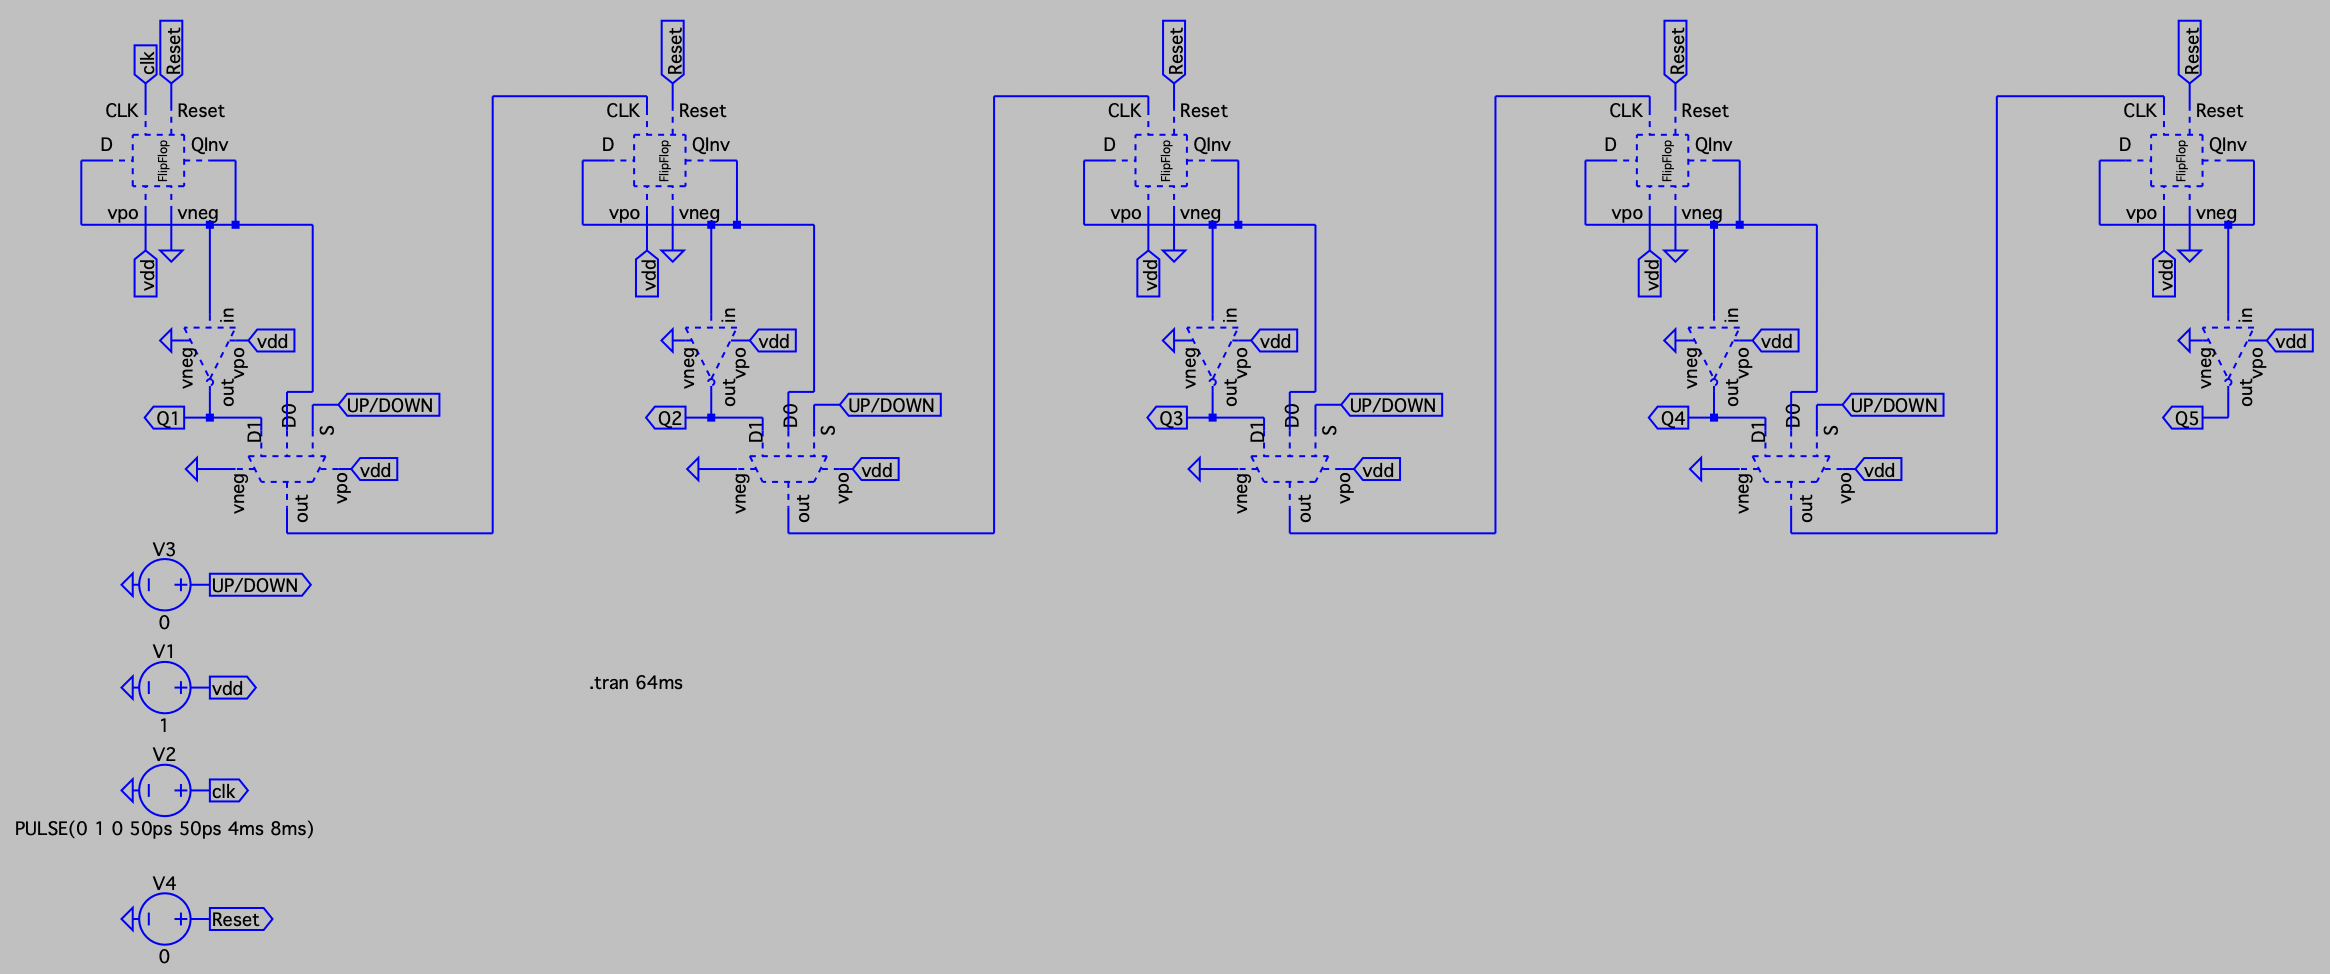 clk
Reset
Reset
Reset
Reset
Reset
CLK
Reset
CLK
Reset
CLK
Reset
CLK
Reset
CLK
Reset
D
FlipFlop
QInv
D
FlipFlop
QInv
D
FlipFlop
QInv
D
FlipFlop
QInv
D
FlipFlop
QInv
vpo
vneg
vpo
vneg
vpo
vneg
vpo
vneg
vpo
vneg
vdd
vdd
vdd
vdd
vdd
in
in
in
in
in
vneg
vpo
vdd
vneg
vpo
vdd
vneg
vpo
vdd
vneg
vpo
vdd
vneg
vpo
vdd
out
out
out
out
out
Q1
D1
D0
S
UP/DOWN
Q2
D1
D0
S
UP/DOWN
Q3
D1
D0
S
UP/DOWN
Q4
D1
D0
S
UP/DOWN
Q5
vneg
out
vpo
vdd
vneg
out
vpo
vdd
vneg
out
vpo
vdd
vneg
out
vpo
vdd
V3
UP/DOWN
0
V1
vdd
1
.tran 64ms
V2
clk
PULSE(0 1 0 50ps 50ps 4ms 8ms)
V4
Reset
0